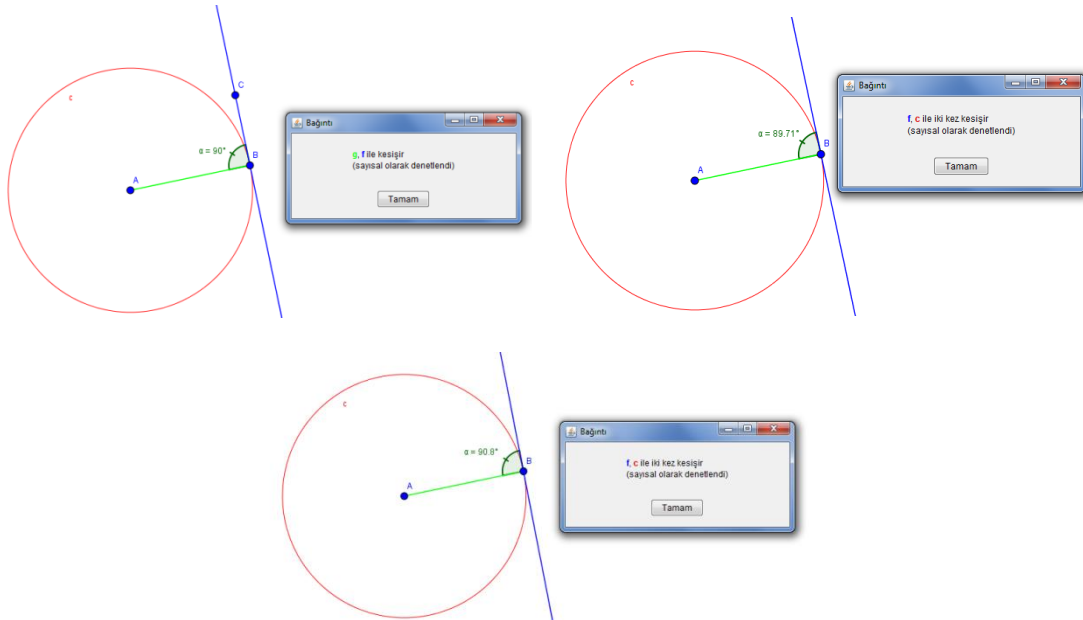 c
C
α = 90°
B
A
Bağıntı
g, f ile kesişir
(sayısal olarak denetlendi)
Tamam
c
α = 89.71°
B
A
Bağıntı
f, c ile iki kez kesişir
(sayısal olarak denetlendi)
Tamam
c
α = 90.8°
B
A
Bağıntı
f, c ile iki kez kesişir
(sayısal olarak denetlendi)
Tamam